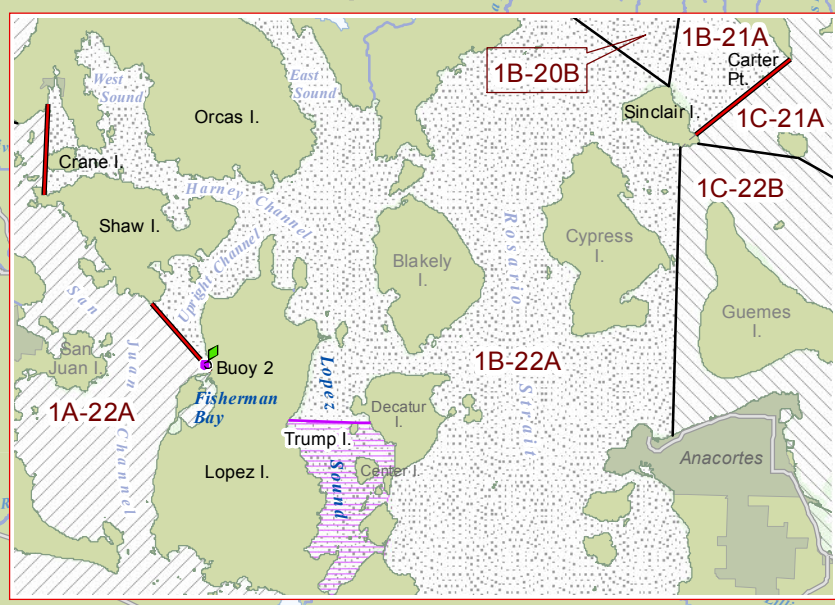 1B-21A
1B-20B
Carter
Pt.
West
Sound
East
Sound
Orcas I.
Sinclair I.
1C-21A
Crane I.
Harney Channel
1C-22B
Shaw I.
Upright Channel
Rosario
Strait
Cypress
I.
Blakely
I.
San
Juan
Channel
Guemes
I.
San
Juan I.
Buoy 2
Lopez
Sound
1B-22A
Fisherman
Bay
1A-22A
Decatur
I.
Trump I.
Center I.
Lopez I.
Anacortes